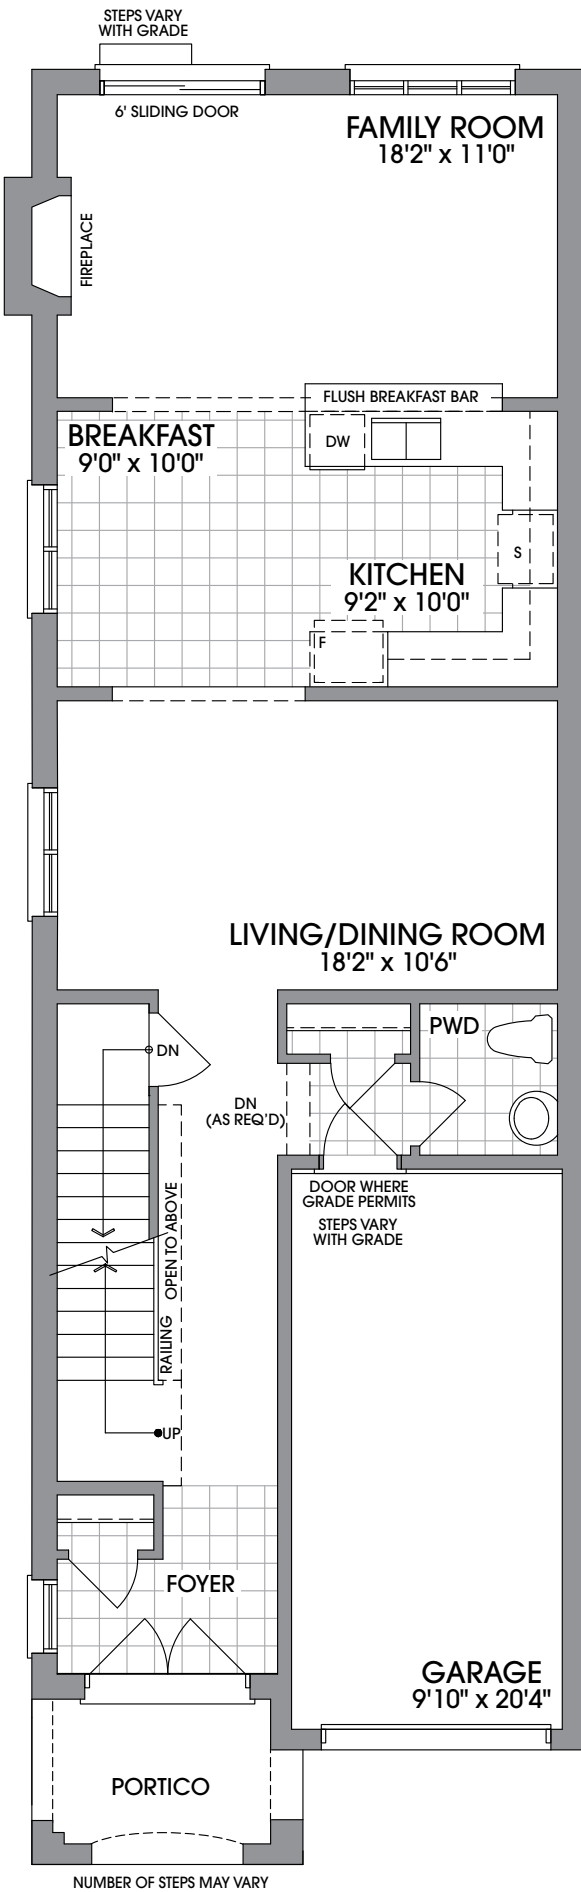 STEPS VARY
WITH GRADE
6' SLIDING DOOR
FAMILY ROOM
18'2" x 11'0"
FIREPLACE
FLUSH BREAKFAST BAR
BREAKFAST
9'0" x 10'0"
DW
S
KITCHEN
9'2" x 10'0"
F
LIVING/DINING ROOM
18'2" x 10'6"
PWD
DN
DN
(AS REQ'D)
DOOR WHERE
GRADE PERMITS
STEPS VARY
WITH GRADE
RAILING
OPEN TO ABOVE
UP
FOYER
GARAGE
9'10" x 20'4"
PORTICO
NUMBER OF STEPS MAY VARY